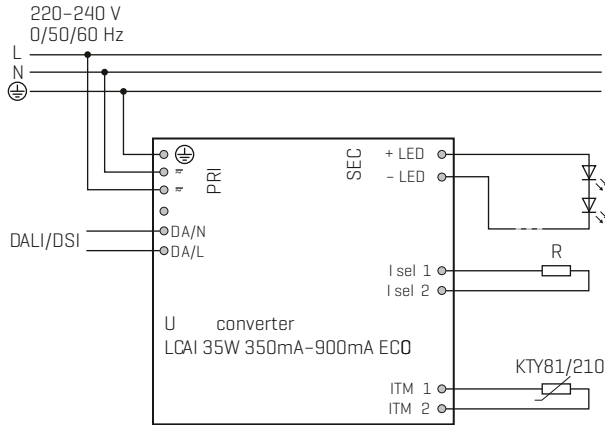 220–240 V
0/50/60 Hz
L
N
PRI
SEC
+ LED
– LED
DALI/DSI
DA/N
DA/L
I sel 1
I sel 2
R
U converter
LCAI 35W 350mA–900mA ECO
KTY81/210
ITM 1
ITM 2